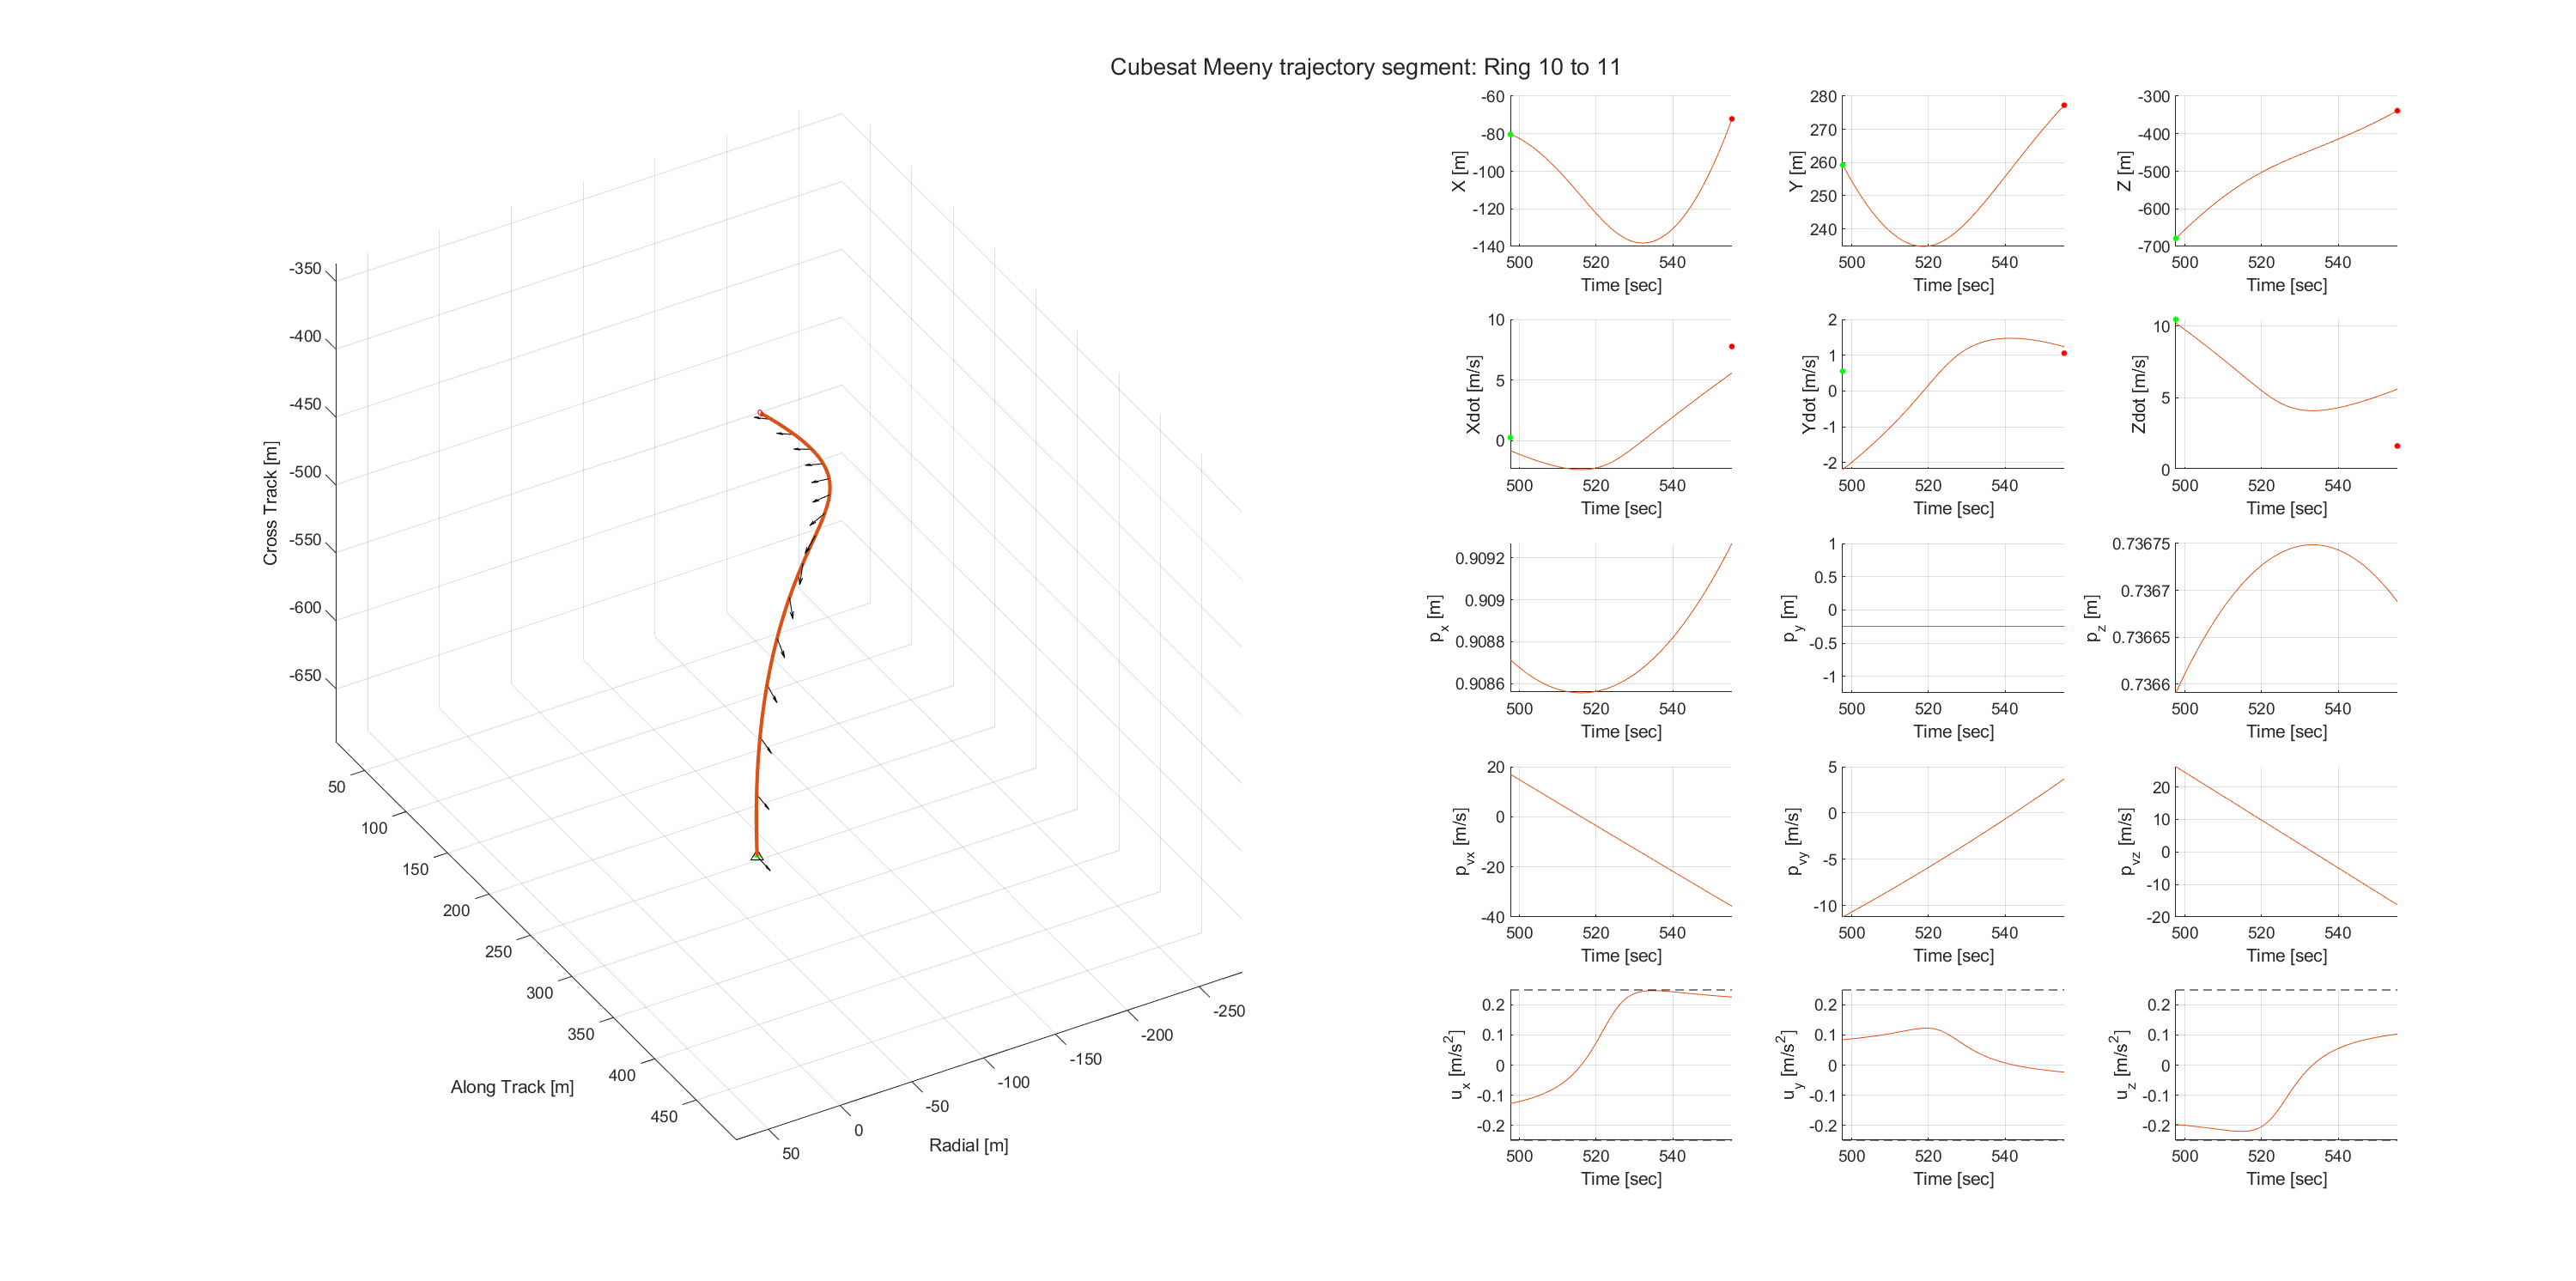 Cubesat Meeny trajectory segment: Ring 10 to 11
-350
-400
-450
-500
-550
-600
-650
Cross Track [m]
50
100
150
200
250
300
350
400
450
Along Track [m]
50
0
-50
-100
-150
-200
-250
Radial [m]
-60
-80
-100
-120
-140
X [m]
500 520 540
Time [sec]
280
270
260
250
240
Y [m]
500 520 540
Time [sec]
-300
-400
-500
-600
-700
Z [m]
500 520 540
Time [sec]
10
5
0
Xdot [m/s]
500 520 540
Time [sec]
2
1
0
-1
-2
Ydot [m/s]
500 520 540
Time [sec]
10
5
0
Zdot [m/s]
500 520 540
Time [sec]
0.9092
0.909
0.9088
0.9086
p_x [m]
500 520 540
Time [sec]
1
0.5
0
-0.5
-1
p_y [m]
500 520 540
Time [sec]
0.73675
0.7367
0.73665
0.7366
p_z [m]
500 520 540
Time [sec]
20
0
-20
-40
p_vx [m/s]
500 520 540
Time [sec]
5
0
-5
-10
p_vy [m/s]
500 520 540
Time [sec]
20
10
0
-10
-20
p_vz [m/s]
500 520 540
Time [sec]
0.2
0.1
0
-0.1
-0.2
u_x [m/s²]
500 520 540
Time [sec]
0.2
0.1
0
-0.1
-0.2
u_y [m/s²]
500 520 540
Time [sec]
0.2
0.1
0
-0.1
-0.2
u_z [m/s²]
500 520 540
Time [sec]